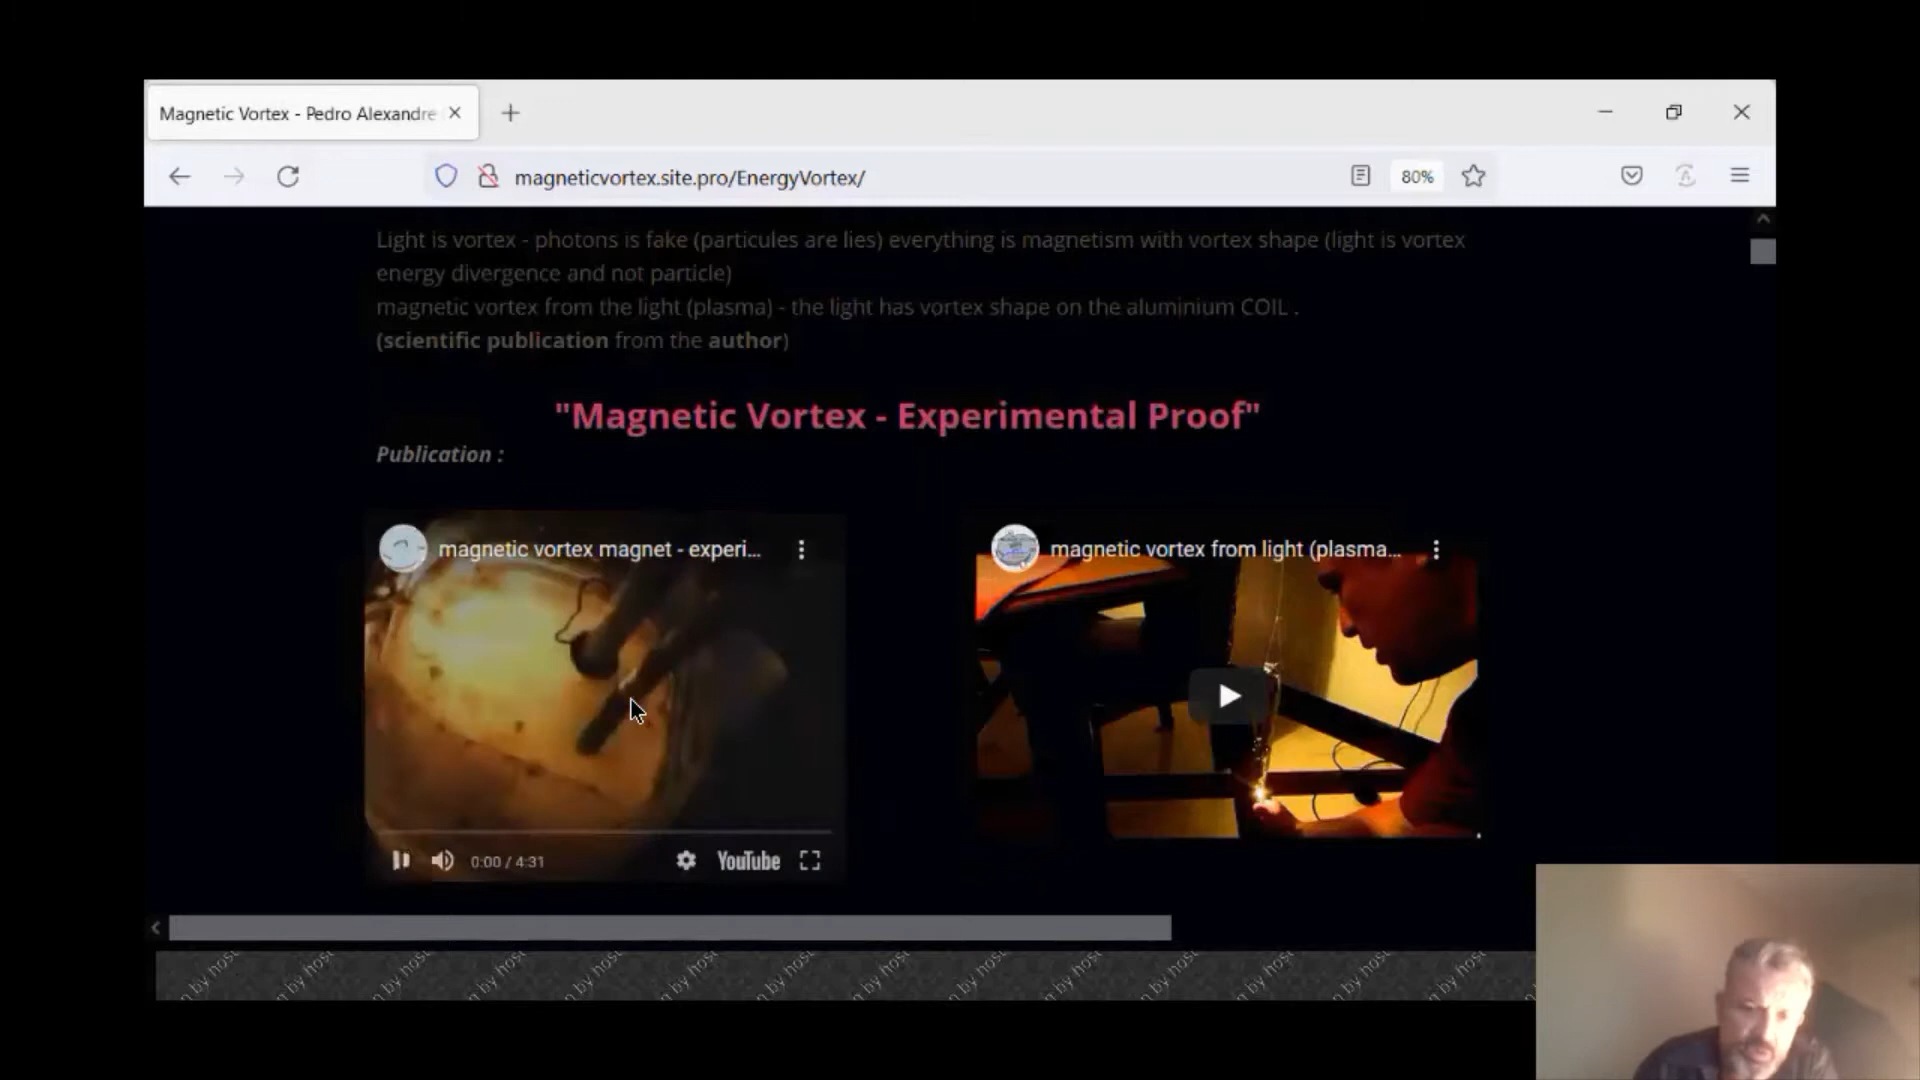 Magnetic Vortex - Pedro Alexandre
magneticvortex.site.pro/EnergyVortex/
80%
Light is vortex - photons is fake (particules are lies) everything is magnetism with vortex shape (light is vortex
energy divergence and not particle)
magnetic vortex from the light (plasma) - the light has vortex shape on the aluminium COIL .
(scientific publication from the author)
"Magnetic Vortex - Experimental Proof"
Publication :
magnetic vortex magnet - experi...
magnetic vortex from light (plasma...
0:00 / 4:31
YouTube